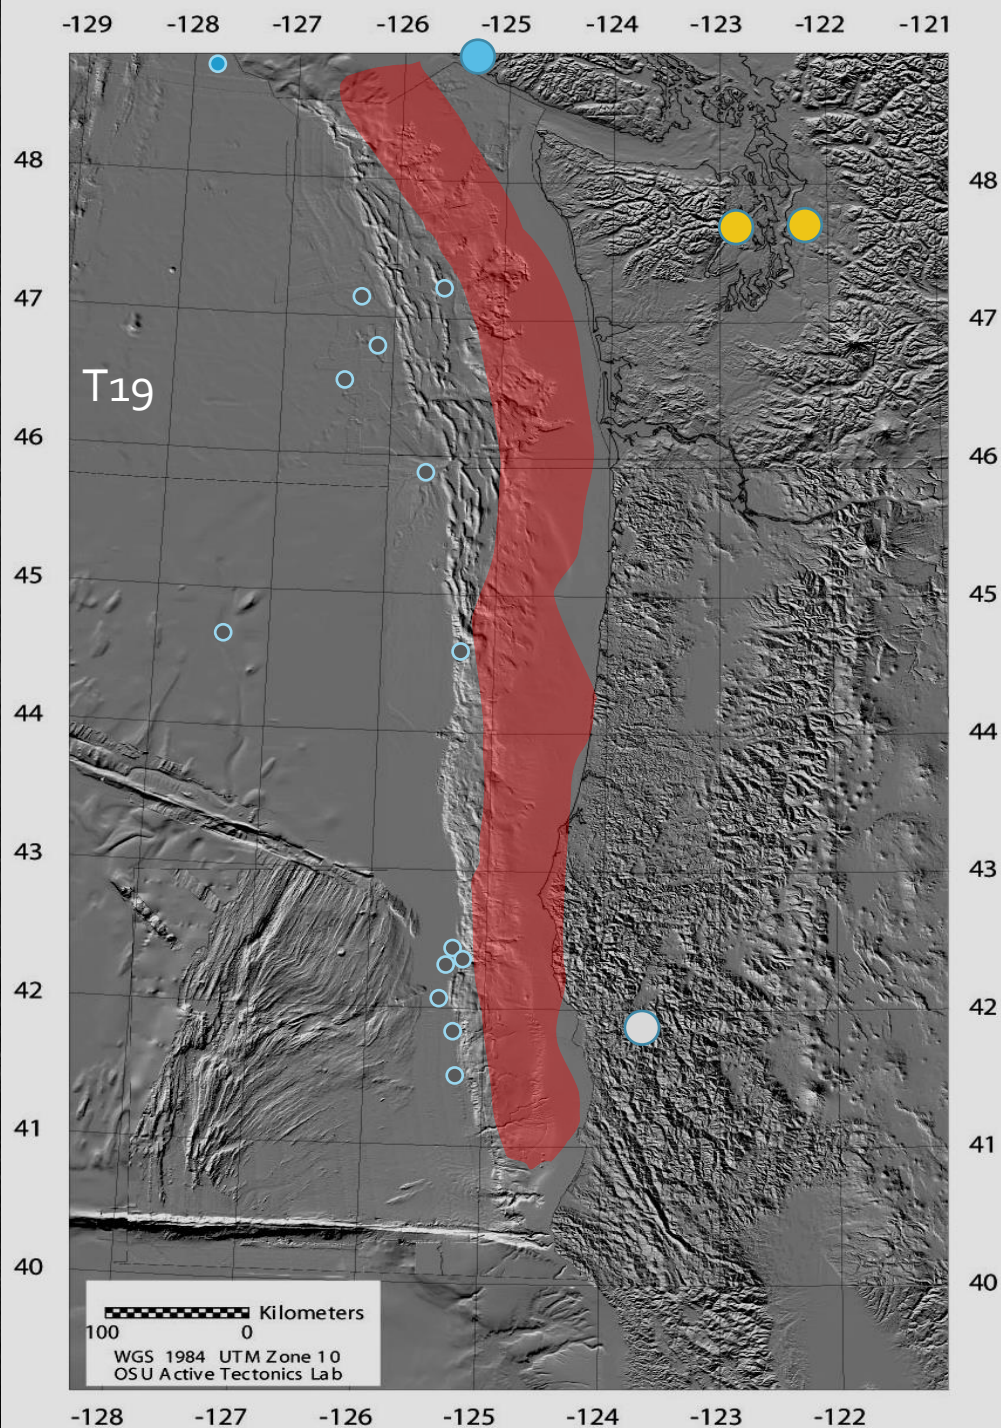 -129 -128 -127 -126 -125 -124 -123 -122 -121
48 48
47 47
T19
46 46
45 45
44 44
43 43
42 42
41 41
40 40
Kilometers
100 0
WGS 1984 UTM Zone 10
OSU Active Tectonics Lab
-128 -127 -126 -125 -124 -123 -122